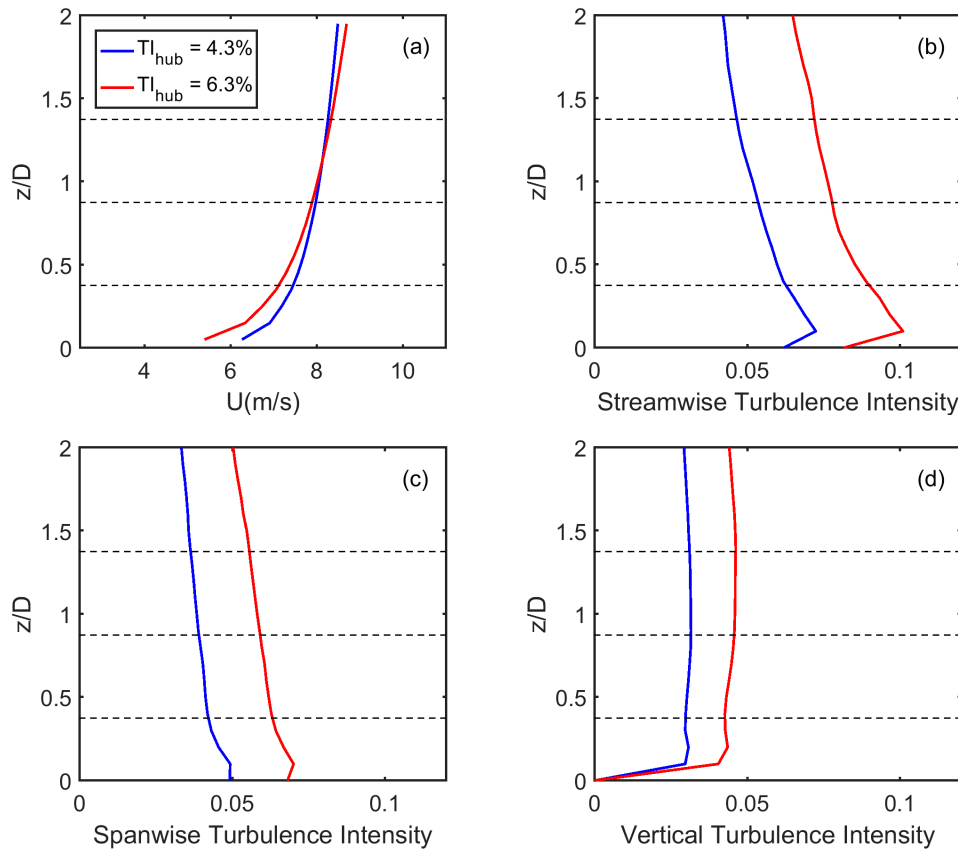 2
1.5
1
0.5
0
z/D
4
6
8
10
U(m/s)
TI_hub = 4.3%
TI_hub = 6.3%
(a)
2
1.5
1
0.5
0
z/D
0
0.05
0.1
Streamwise Turbulence Intensity
(b)
2
1.5
1
0.5
0
z/D
0
0.05
0.1
Spanwise Turbulence Intensity
(c)
2
1.5
1
0.5
0
z/D
0
0.05
0.1
Vertical Turbulence Intensity
(d)